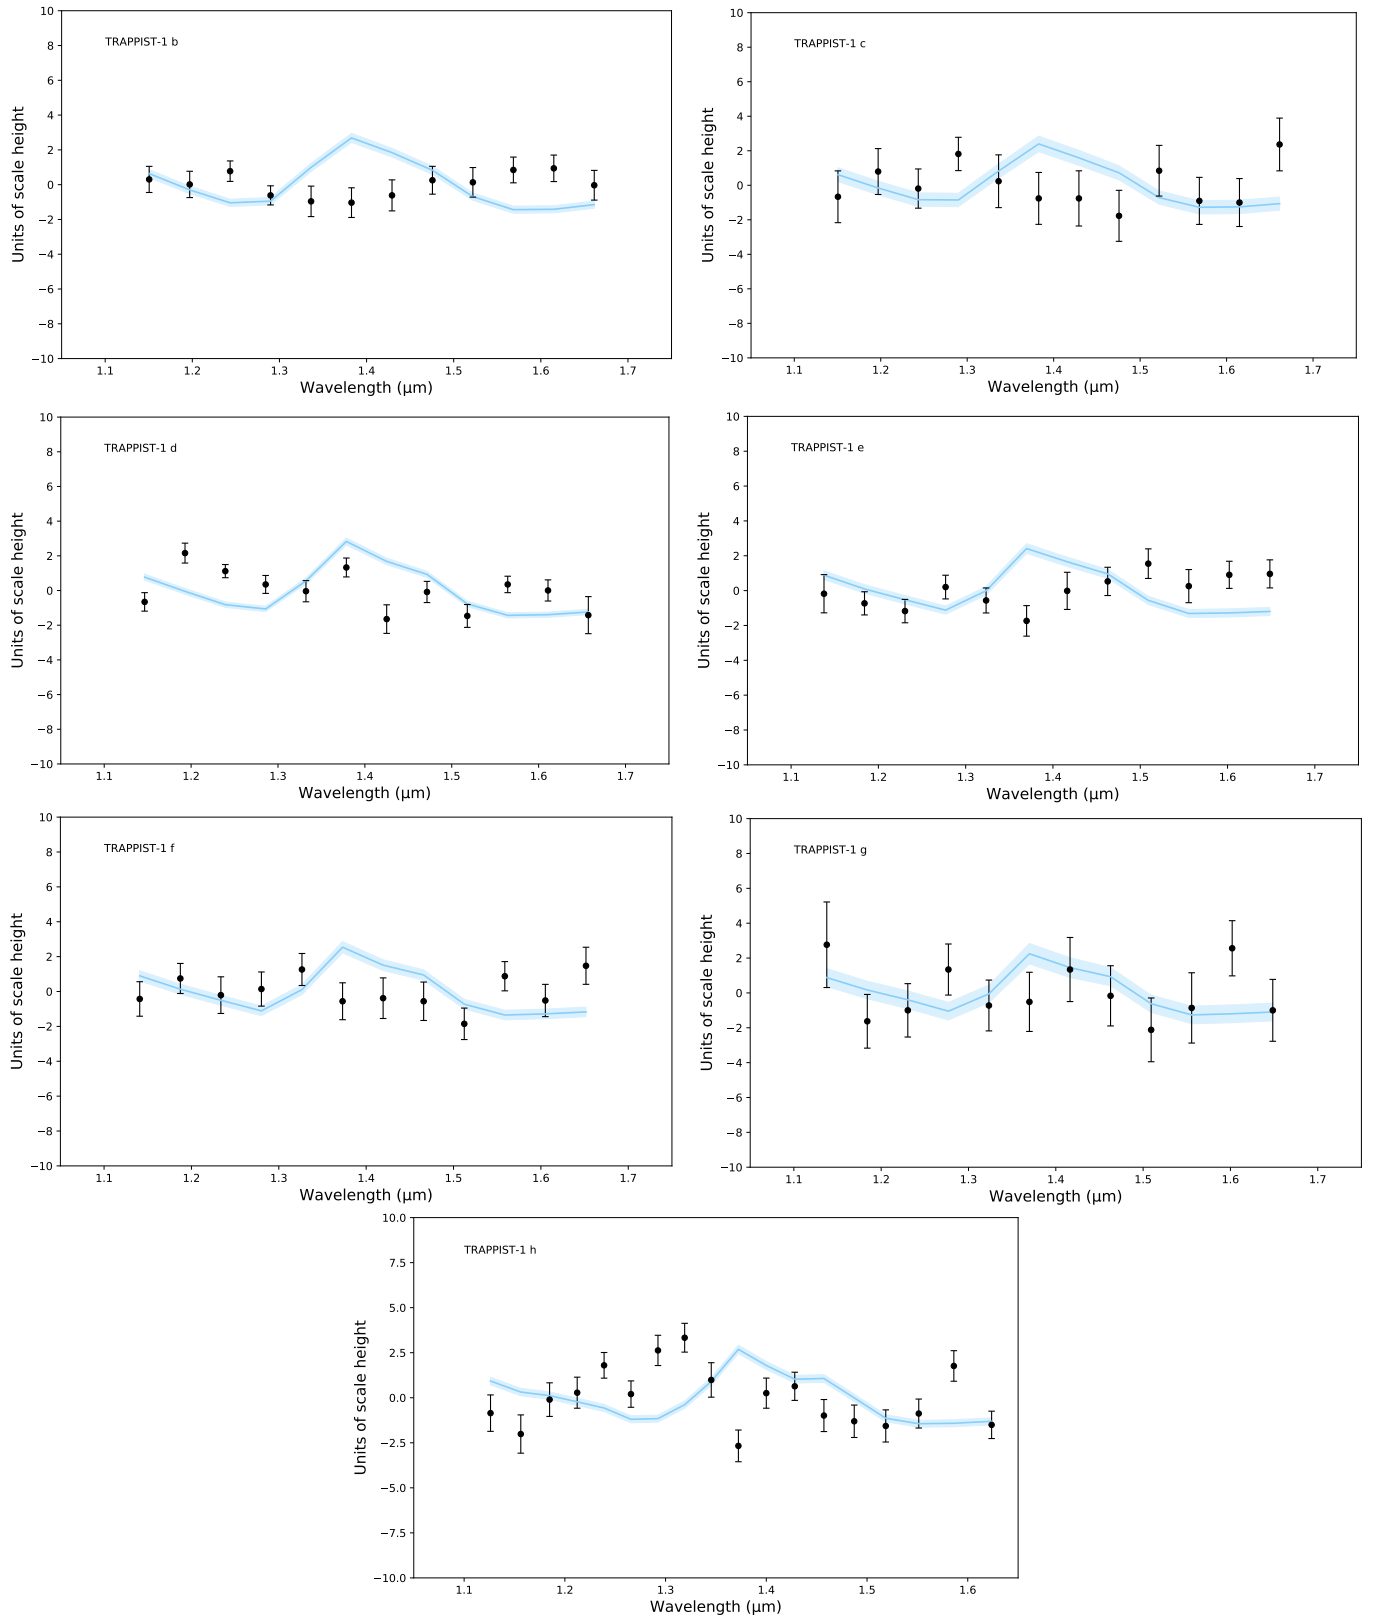 10
8
6
4
2
0
−2
−4
−6
−8
−10
Units of scale height
TRAPPIST-1 b
1.1 1.2 1.3 1.4 1.5 1.6 1.7
Wavelength (μm)
10
8
6
4
2
0
−2
−4
−6
−8
−10
Units of scale height
TRAPPIST-1 c
1.1 1.2 1.3 1.4 1.5 1.6 1.7
Wavelength (μm)
10
8
6
4
2
0
−2
−4
−6
−8
−10
Units of scale height
TRAPPIST-1 d
1.1 1.2 1.3 1.4 1.5 1.6 1.7
Wavelength (μm)
10
8
6
4
2
0
−2
−4
−6
−8
−10
Units of scale height
TRAPPIST-1 e
1.1 1.2 1.3 1.4 1.5 1.6 1.7
Wavelength (μm)
10
8
6
4
2
0
−2
−4
−6
−8
−10
Units of scale height
TRAPPIST-1 f
1.1 1.2 1.3 1.4 1.5 1.6 1.7
Wavelength (μm)
10
8
6
4
2
0
−2
−4
−6
−8
−10
Units of scale height
TRAPPIST-1 g
1.1 1.2 1.3 1.4 1.5 1.6 1.7
Wavelength (μm)
10.0
7.5
5.0
2.5
0.0
−2.5
−5.0
−7.5
−10.0
Units of scale height
TRAPPIST-1 h
1.1 1.2 1.3 1.4 1.5 1.6
Wavelength (μm)